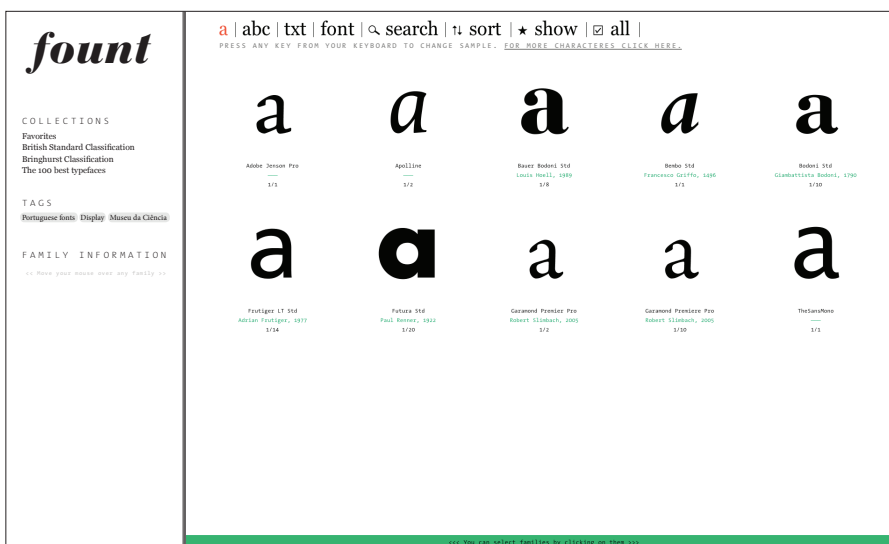 fount
COLLECTIONS
Favorites
British Standard Classification
Bringhurst Classification
The 100 best typefaces
TAGS
Portuguese fonts Display Museu da Ciência
FAMILY INFORMATION
<< Move your mouse over any family >>
a | abc | txt | font | search | ↑↓ sort | ★ show | ☑ all |
PRESS ANY KEY FROM YOUR KEYBOARD TO CHANGE SAMPLE. FOR MORE CHARACTERES CLICK HERE.
a a a a a
Adobe Jenson Pro Apolline Bauer Bodoni Std Bembo Std Bodoni Std
—— —— Louis Hoell, 1989 Francesco Griffo, 1496 Giambattista Bodoni, 1790
1/1 1/2 1/8 1/1 1/10
a a a a a
Frutiger LT Std Futura Std Garamond Premier Pro Garamond Premiere Pro TheSansMono
Adrian Frutiger, 1977 Paul Renner, 1922 Robert Slimbach, 2005 Robert Slimbach, 2005 ——
1/14 1/20 1/2 1/10 1/1
<<< You can select families by clicking on them >>>